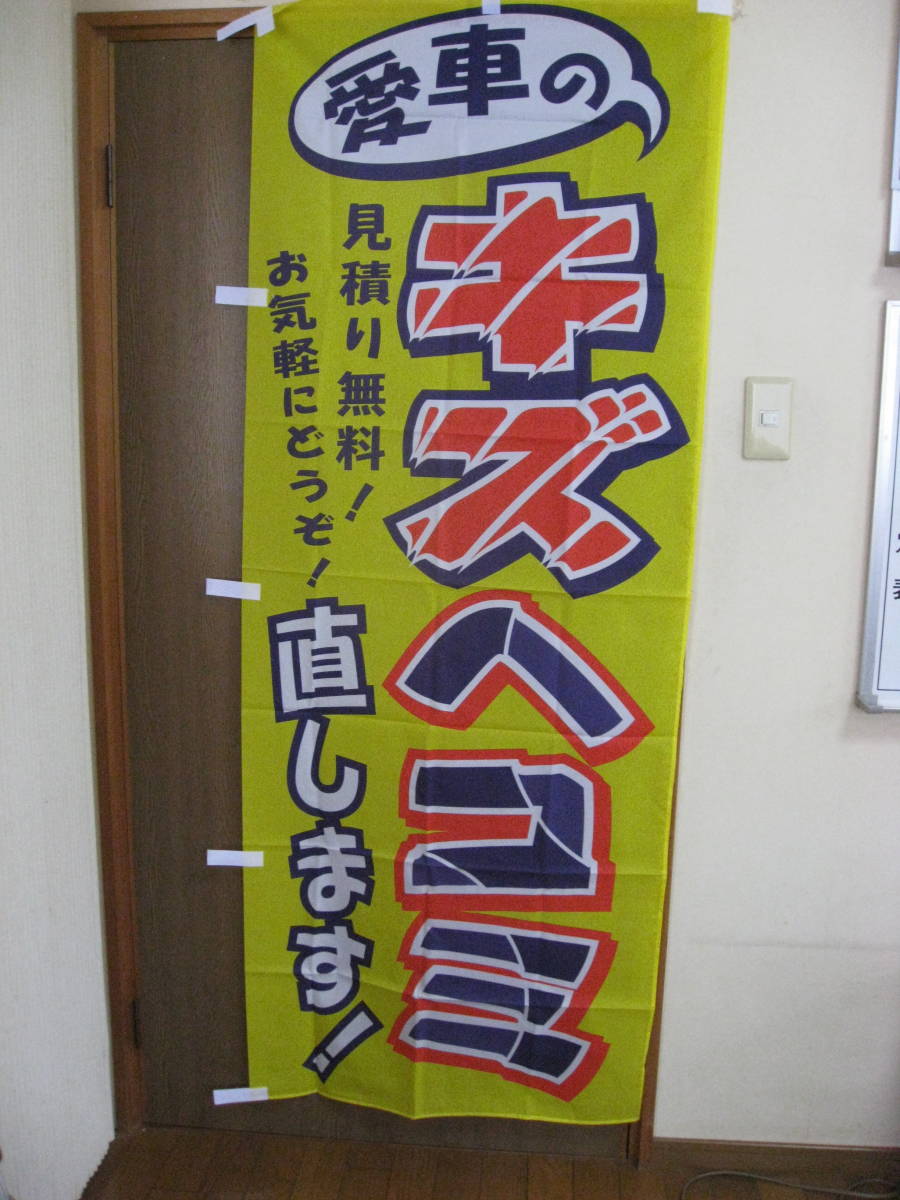 愛車の
キズヘコミ
見積り無料！
お気軽にどうぞ！
直します！